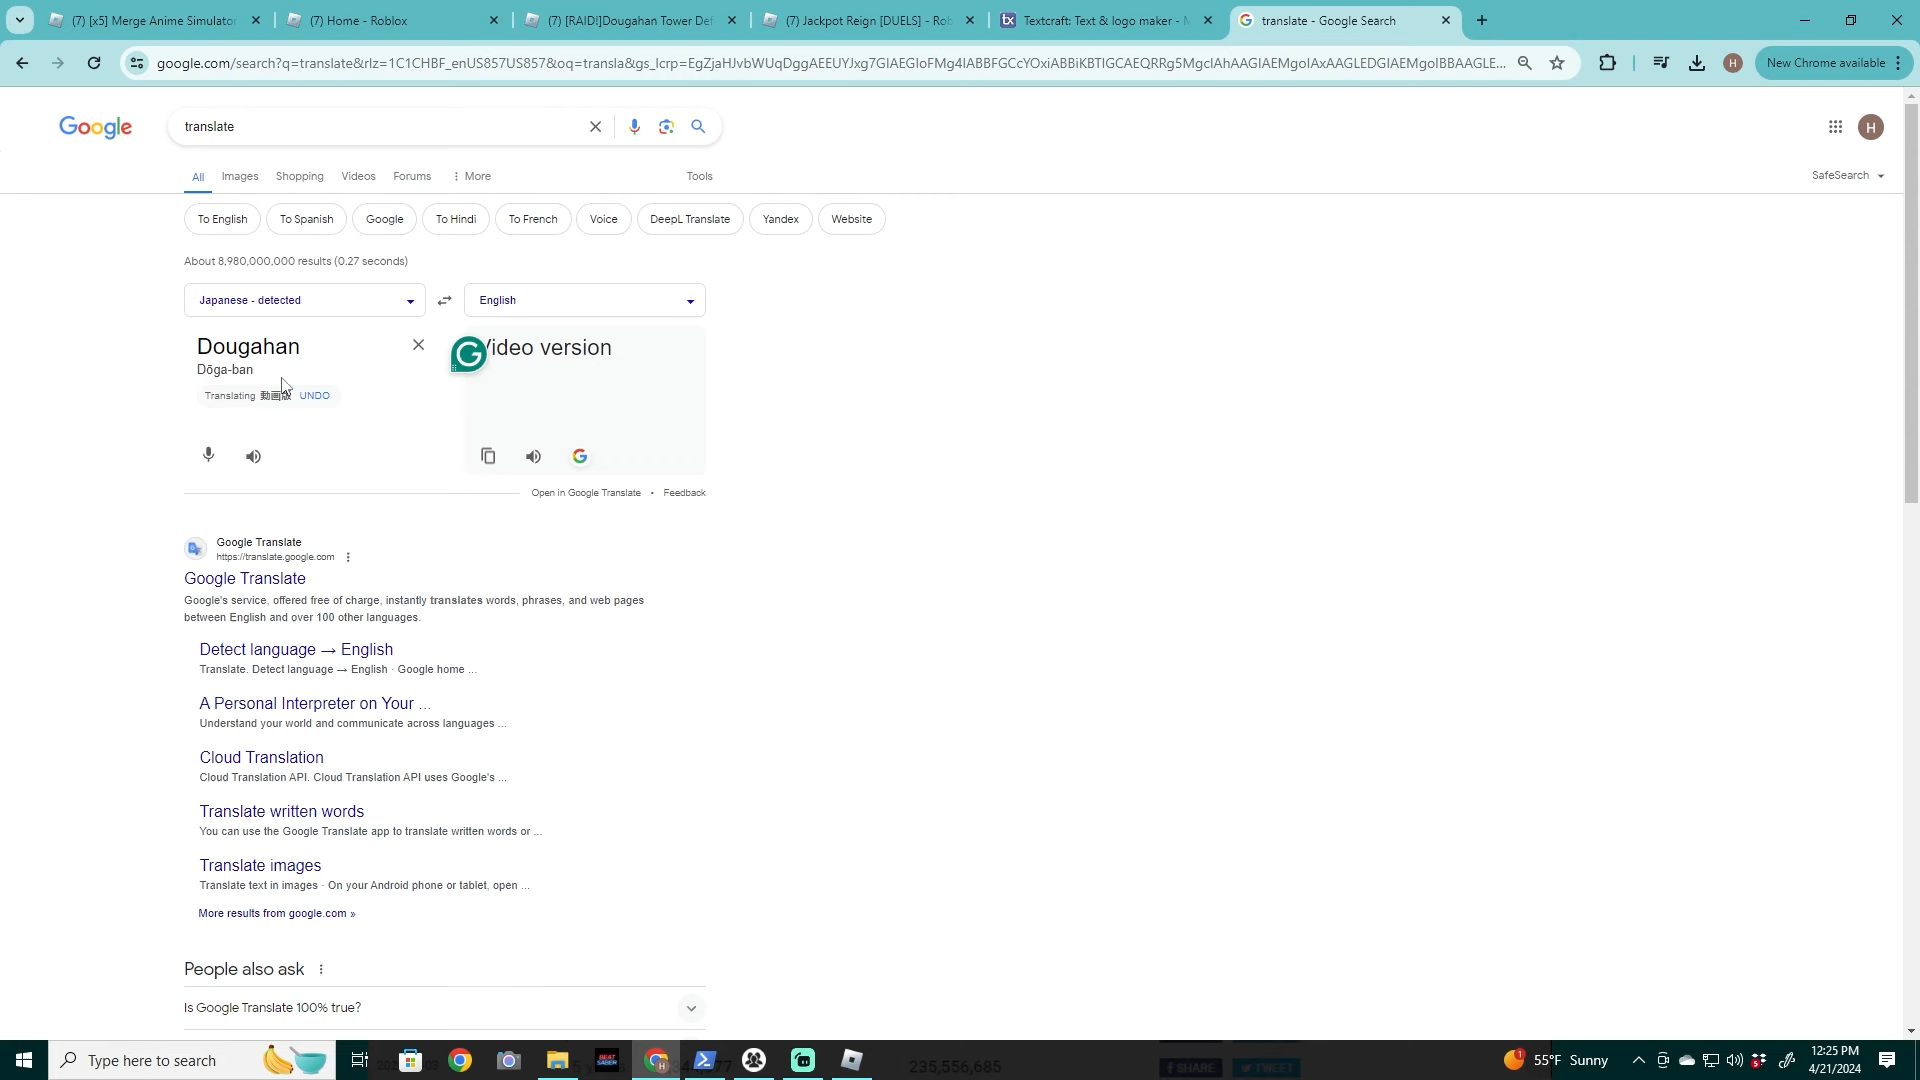 (7) [x5] Merge Anime Simulator
(7) Home - Roblox
(7) [RAID!]Dougahan Tower Def
(7) Jackpot Reign [DUELS] - Rob
Textcraft: Text & logo maker - M
translate - Google Search
google.com/search?q=translate&rlz=1C1CHBF_enUS857US857&oq=transla&gs_lcrp=EgZjaHJvbWUqDggAEEUYJxg7GIAEGIoFMg4IABBFGCcYOxiABBiKBTIGCAEQRRg5MgcIAhAAGIAEMgoIAxAAGLEDGIAEMgoIBBAAGLE...
New Chrome available
Google
translate
H
All
Images
Shopping
Videos
Forums
More
Tools
SafeSearch
To English
To Spanish
Google
To Hindi
To French
Voice
DeepL Translate
Yandex
Website
About 8,980,000,000 results (0.27 seconds)
Japanese - detected
English
Dougahan
Dōga-ban
Translating 動画版 UNDO
Video version
Open in Google Translate • Feedback
Google Translate
https://translate.google.com
Google Translate
Google's service, offered free of charge, instantly translates words, phrases, and web pages
between English and over 100 other languages.
Detect language → English
Translate. Detect language → English · Google home ...
A Personal Interpreter on Your ...
Understand your world and communicate across languages ...
Cloud Translation
Cloud Translation API. Cloud Translation API uses Google's ...
Translate written words
You can use the Google Translate app to translate written words or ...
Translate images
Translate text in images · On your Android phone or tablet, open ...
More results from google.com »
People also ask
Is Google Translate 100% true?
Type here to search
BEAT SABER
235,556,685
SHARE
TWEET
55°F Sunny
12:25 PM
4/21/2024